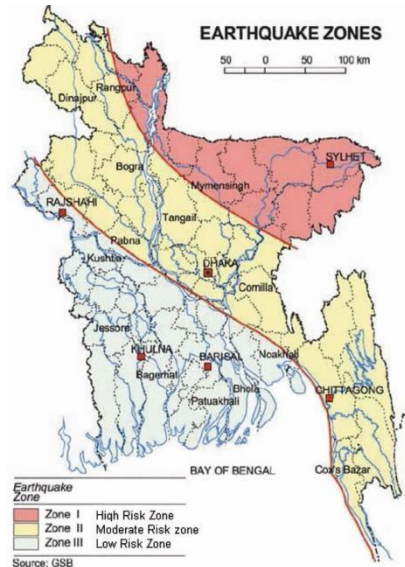 EARTHQUAKE ZONES
50 0 50 100 km
Rangpur
Dinajpur
SYLHET
Bogra
Mymensingh
RAJSHAHI
Tangail
Pabna
Kushtia
DHAKA
Comilla
Jessore
Noakhali
KHULNA
BARISAL
Bagerhat
Bhola
CHITTAGONG
Patuakhali
Cox's Bazar
BAY OF BENGAL
Earthquake
Zone
Zone I High Risk Zone
Zone II Moderate Risk zone
Zone III Low Risk Zone
Source: GSB